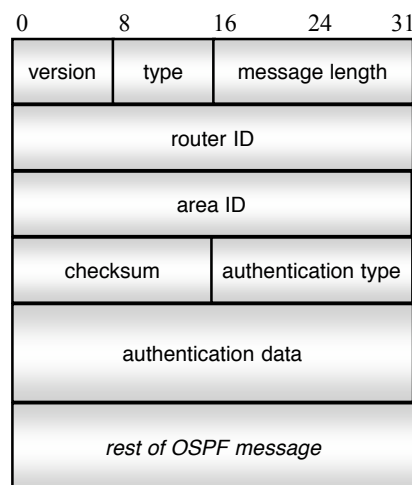 0 8 16 24 31
version type message length
router ID
area ID
checksum authentication type
authentication data
rest of OSPF message